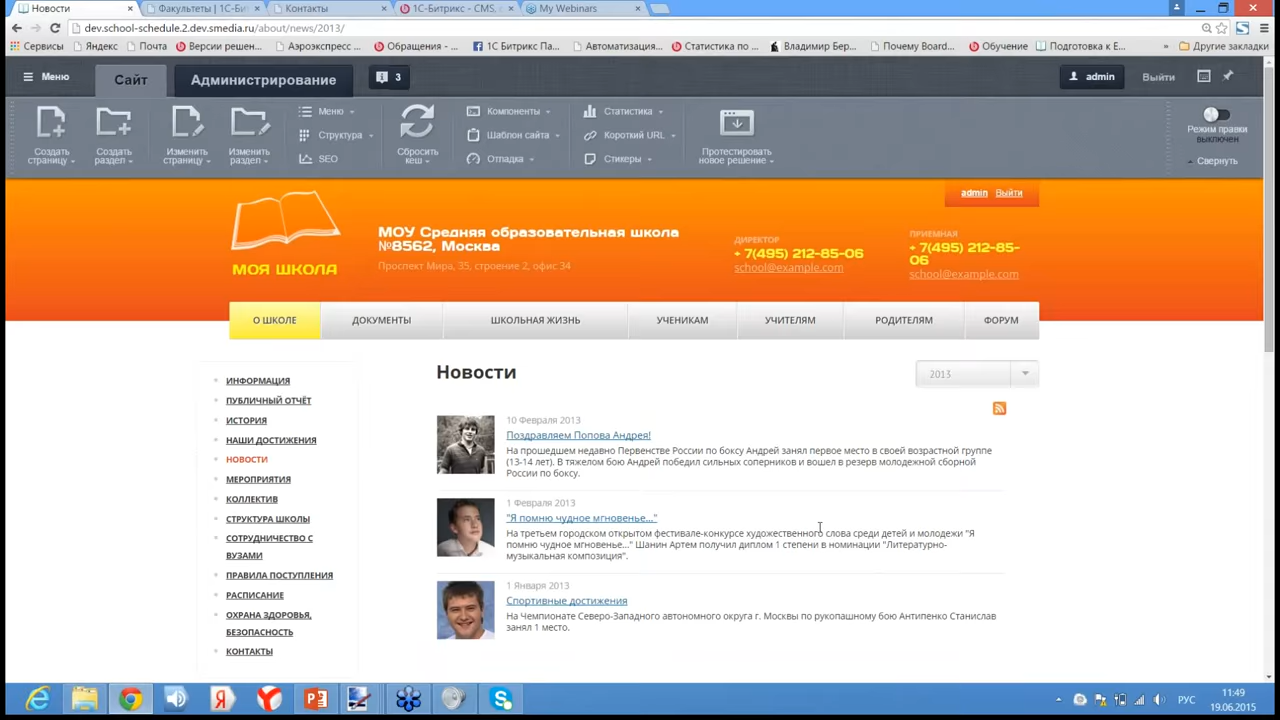 Новости
Факультеты | 1С-Бит
Контакты
1С-Битрикс - CMS, с
My Webinars
dev.school-schedule.2.dev.smedia.ru/about/news/2013/
Сервисы Яндекс Почта Версии решен... Аэроэкспресс ... Обращения - ... 1С Битрикс Па... Автоматизация... Статистика по ... Владимир Бер... Почему Board... Обучение Подготовка к Е... » Другие закладки
Меню
Сайт
Администрирование
3
admin
Выйти
Создать страницу
Создать раздел
Изменить страницу
Изменить раздел
Меню
Структура
SEO
Сбросить кеш
Компоненты
Шаблон сайта
Отладка
Статистика
Короткий URL
Стикеры
Протестировать новое решение
Режим правки
выключен
Свернуть
admin Выйти
МОЯ ШКОЛА
МОУ Средняя образовательная школа
№8562, Москва
Проспект Мира, 35, строение 2, офис 34
ДИРЕКТОР
+ 7(495) 212-85-06
school@example.com
ПРИЕМНАЯ
+ 7(495) 212-85-
06
school@example.com
О ШКОЛЕ ДОКУМЕНТЫ ШКОЛЬНАЯ ЖИЗНЬ УЧЕНИКАМ УЧИТЕЛЯМ РОДИТЕЛЯМ ФОРУМ
ИНФОРМАЦИЯ
ПУБЛИЧНЫЙ ОТЧЁТ
ИСТОРИЯ
НАШИ ДОСТИЖЕНИЯ
НОВОСТИ
МЕРОПРИЯТИЯ
КОЛЛЕКТИВ
СТРУКТУРА ШКОЛЫ
СОТРУДНИЧЕСТВО С
ВУЗАМИ
ПРАВИЛА ПОСТУПЛЕНИЯ
РАСПИСАНИЕ
ОХРАНА ЗДОРОВЬЯ,
БЕЗОПАСНОСТЬ
КОНТАКТЫ
Новости
2013
10 Февраля 2013
Поздравляем Попова Андрея!
На прошедшем недавно Первенстве России по боксу Андрей занял первое место в своей возрастной группе
(13-14 лет). В тяжелом бою Андрей победил сильных соперников и вошел в резерв молодежной сборной
России по боксу.
1 Февраля 2013
"Я помню чудное мгновенье..."
На третьем городском открытом фестивале-конкурсе художественного слова среди детей и молодежи "Я
помню чудное мгновенье..." Шанин Артем получил диплом 1 степени в номинации "Литературно-
музыкальная композиция".
1 Января 2013
Спортивные достижения
На Чемпионате Северо-Западного автономного округа г. Москвы по рукопашному бою Антипенко Станислав
занял 1 место.
РУС
11:49
19.06.2015